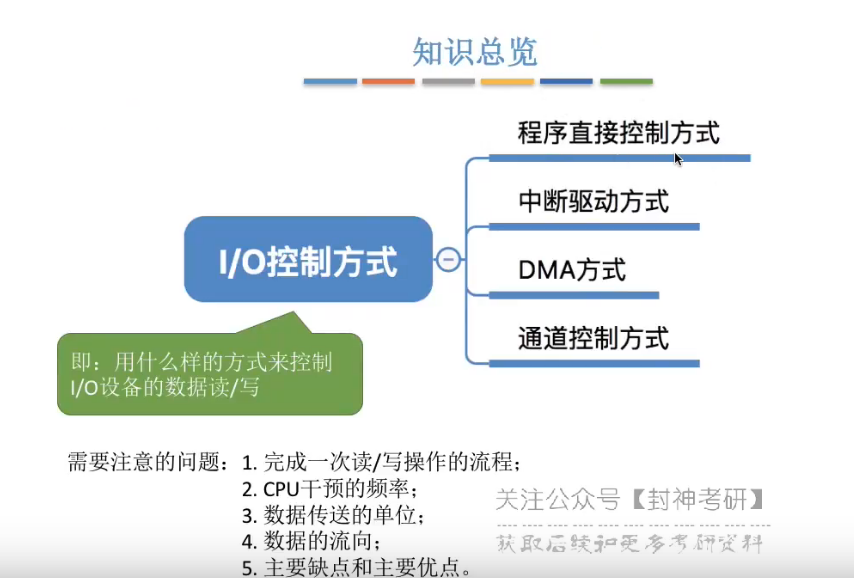 知识总览
程序直接控制方式
中断驱动方式
I/O控制方式
DMA方式
通道控制方式
即：用什么样的方式来控制
I/O设备的数据读/写
需要注意的问题：1. 完成一次读/写操作的流程；
2. CPU干预的频率；
3. 数据传送的单位；
4. 数据的流向；
5. 主要缺点和主要优点。
关注公众号【封神考研】
获取后续和更多考研资料